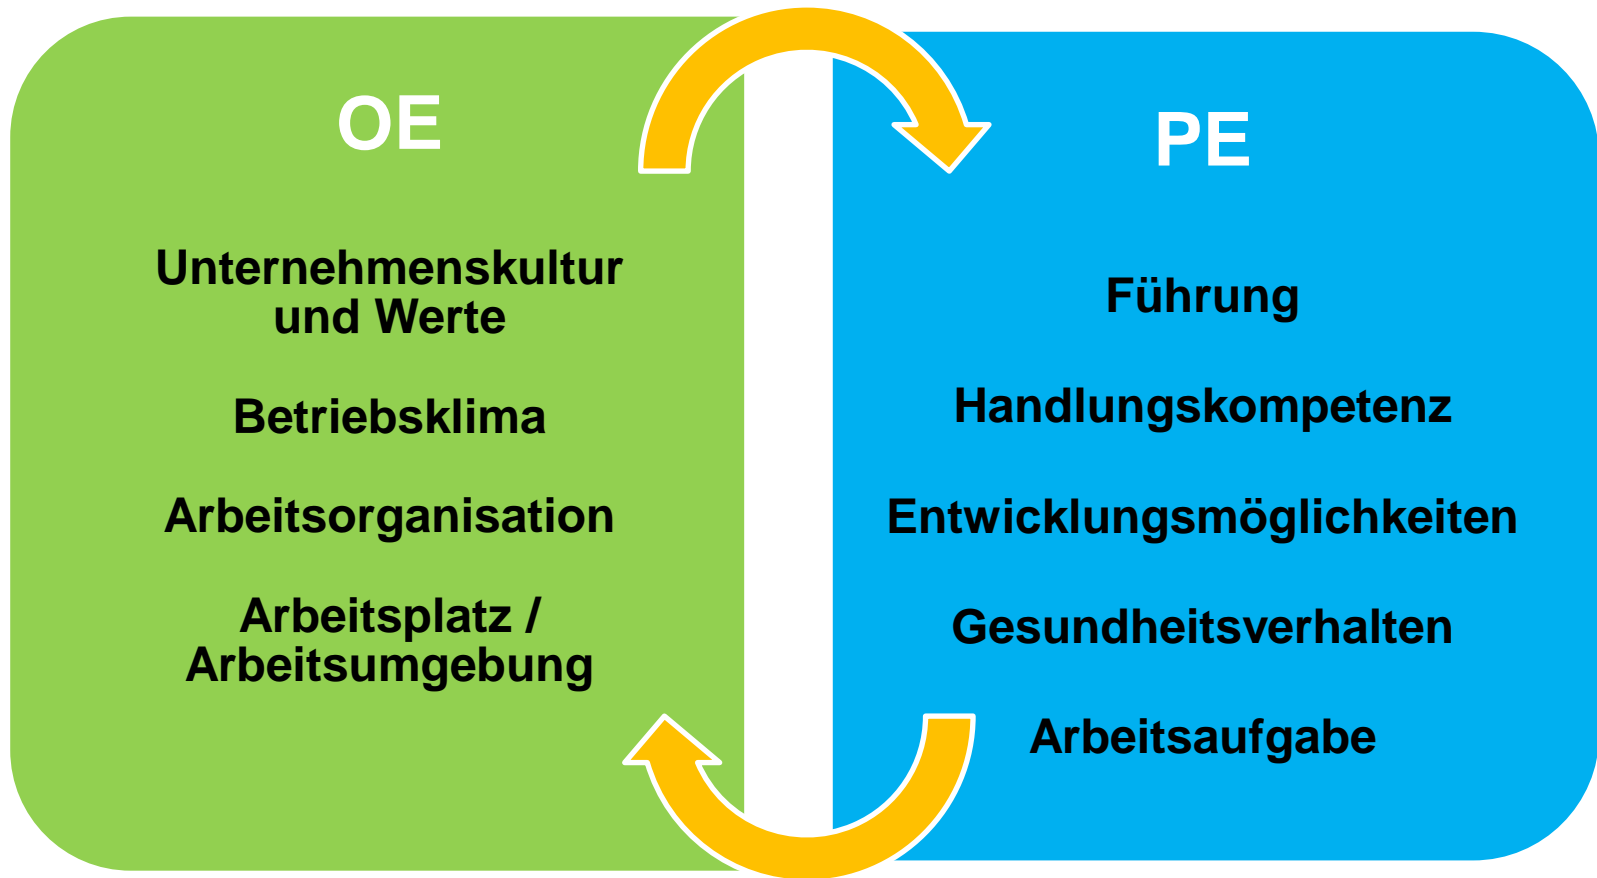 OE
Unternehmenskultur
und Werte
Betriebsklima
Arbeitsorganisation
Arbeitsplatz /
Arbeitsumgebung
PE
Führung
Handlungskompetenz
Entwicklungsmöglichkeiten
Gesundheitsverhalten
Arbeitsaufgabe